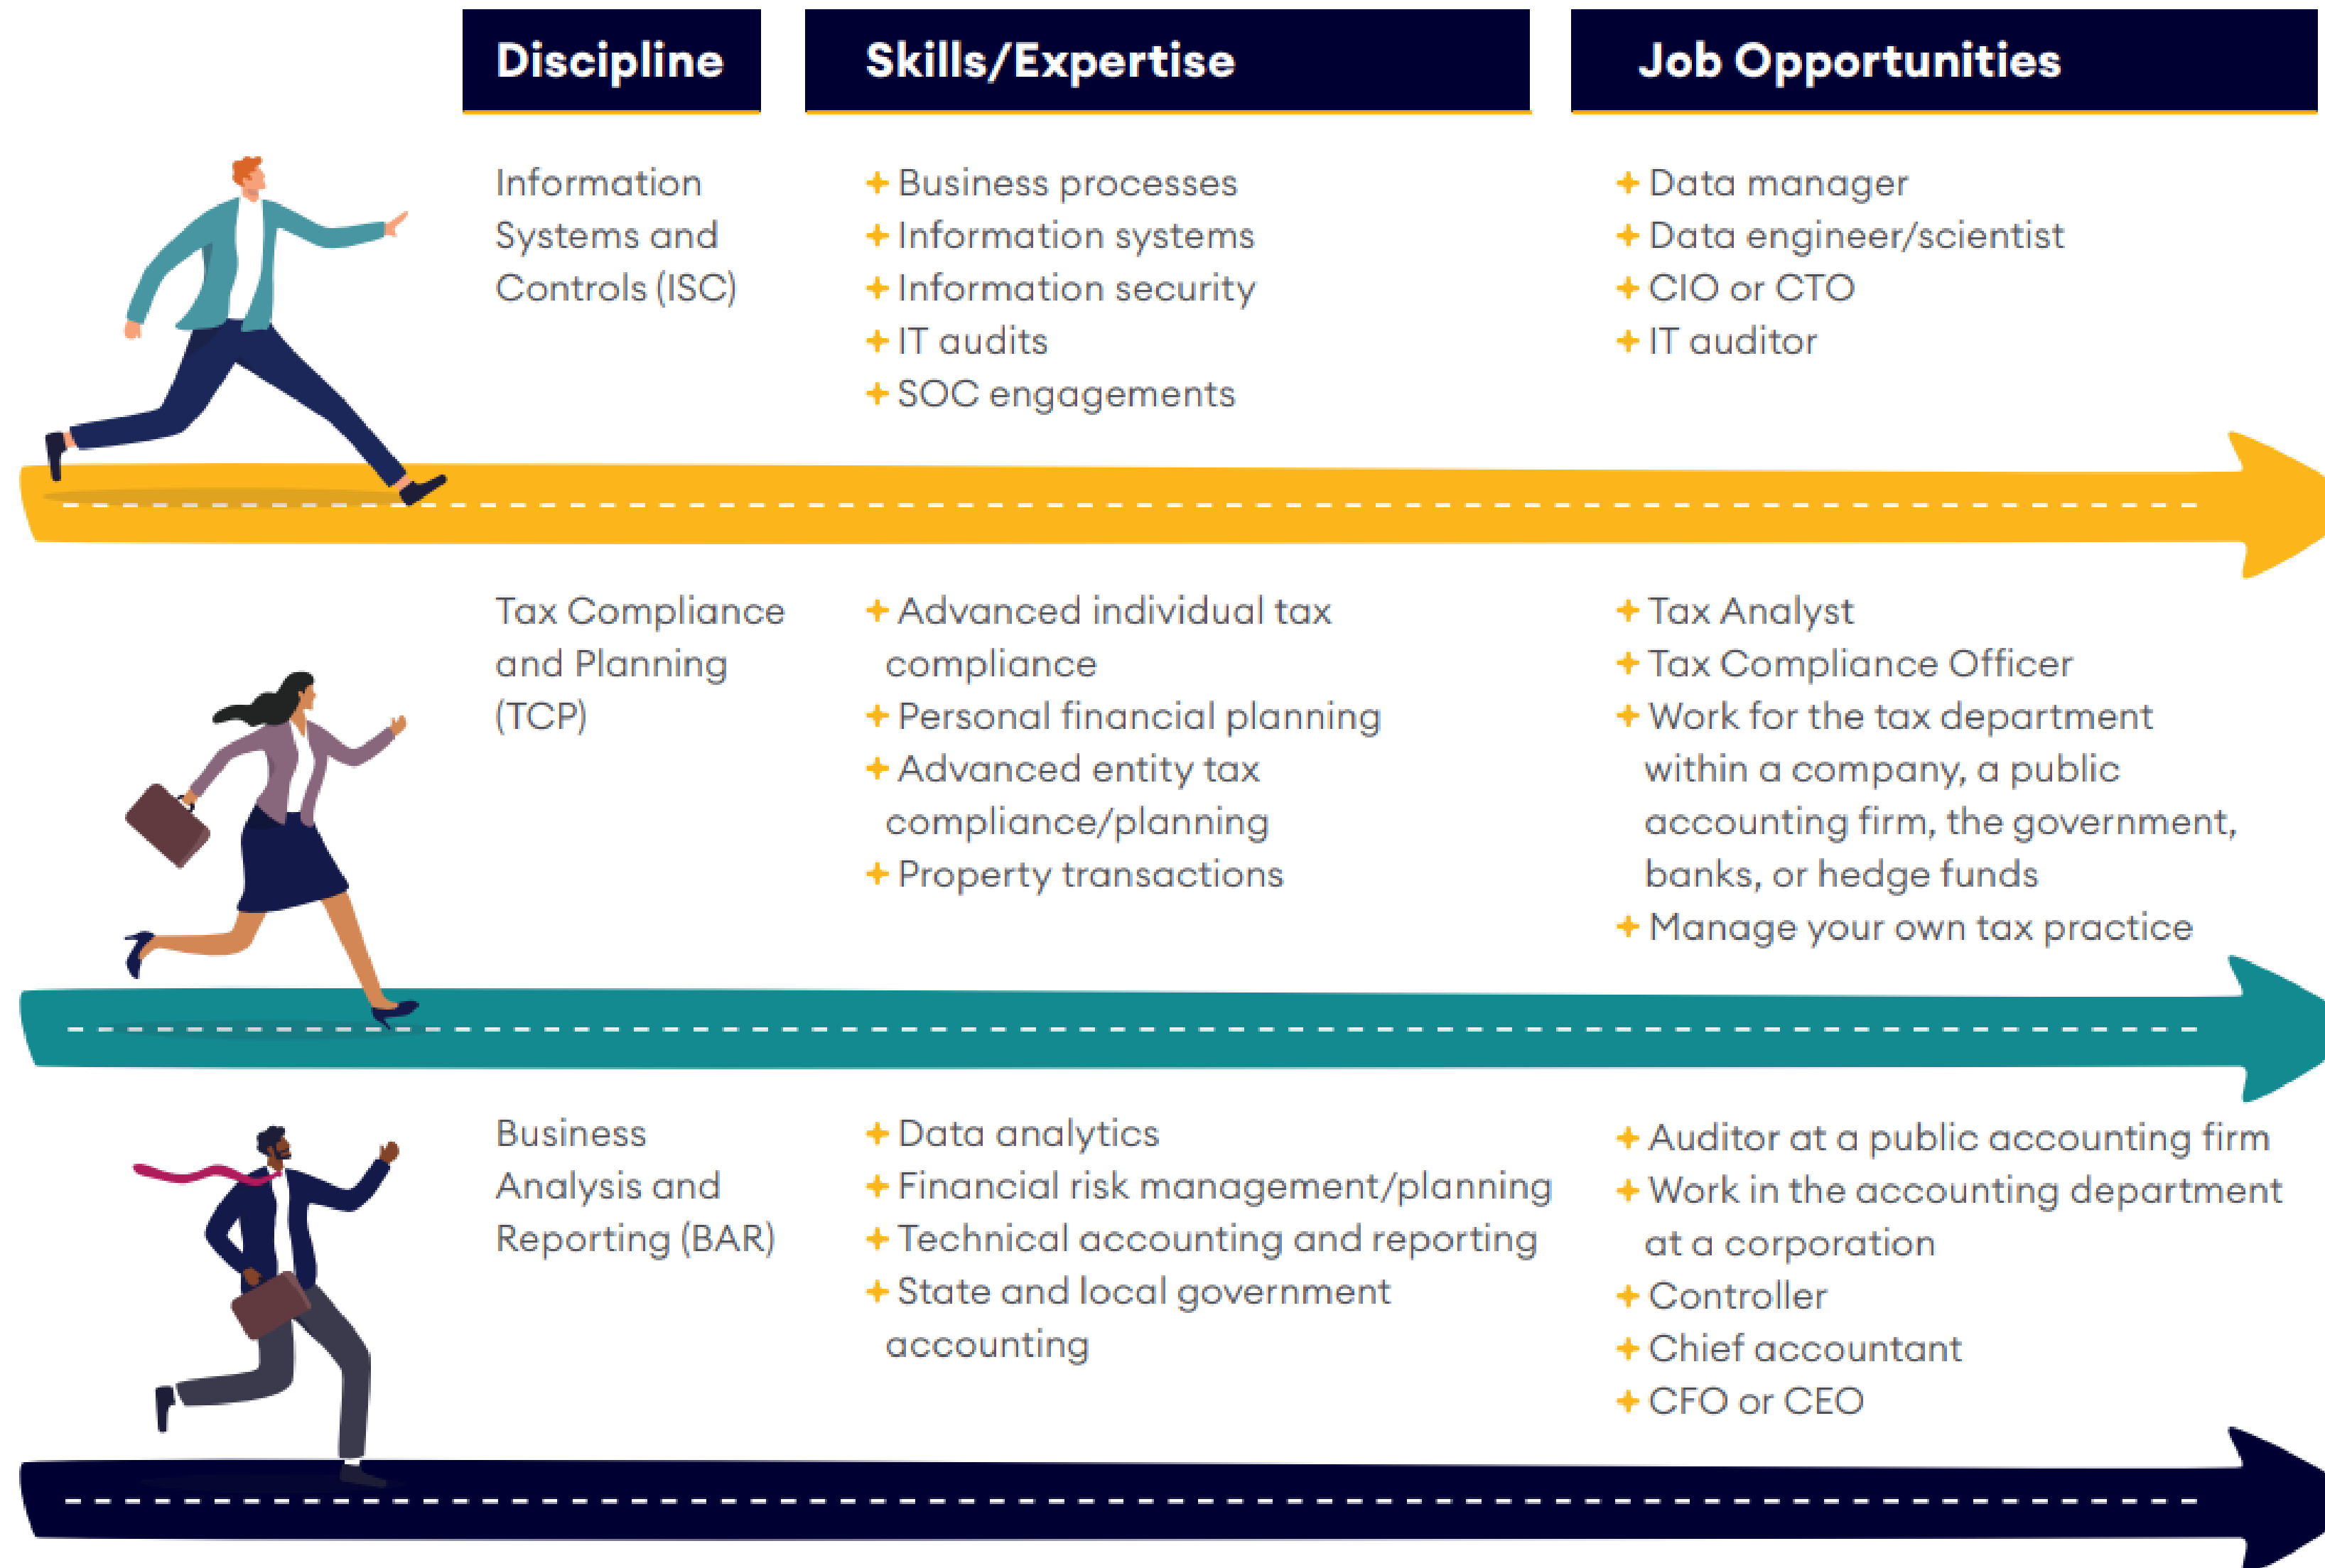 Discipline
Skills/Expertise
Job Opportunities
Information
Systems and
Controls (ISC)
Business processes
Information systems
Information security
IT audits
SOC engagements
Data manager
Data engineer/scientist
CIO or CTO
IT auditor
Tax Compliance
and Planning
(TCP)
Advanced individual tax
compliance
Personal financial planning
Advanced entity tax
compliance/planning
Property transactions
Tax Analyst
Tax Compliance Officer
Work for the tax department
within a company, a public
accounting firm, the government,
banks, or hedge funds
Manage your own tax practice
Business
Analysis and
Reporting (BAR)
Data analytics
Financial risk management/planning
Technical accounting and reporting
State and local government
accounting
Auditor at a public accounting firm
Work in the accounting department
at a corporation
Controller
Chief accountant
CFO or CEO